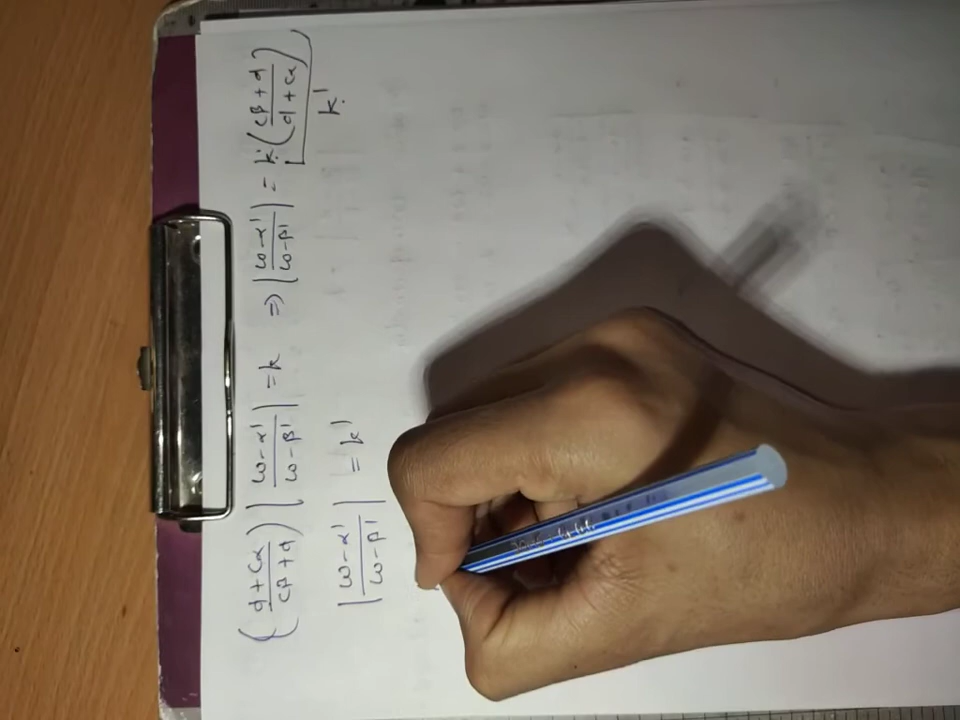 (d+cα/cβ+d) |ω-α'/ω-β'| = k ⇒ |ω-α'/ω-β'| = k.(cβ+d/d+cα)
k'
|ω-α'/ω-β'| = k'